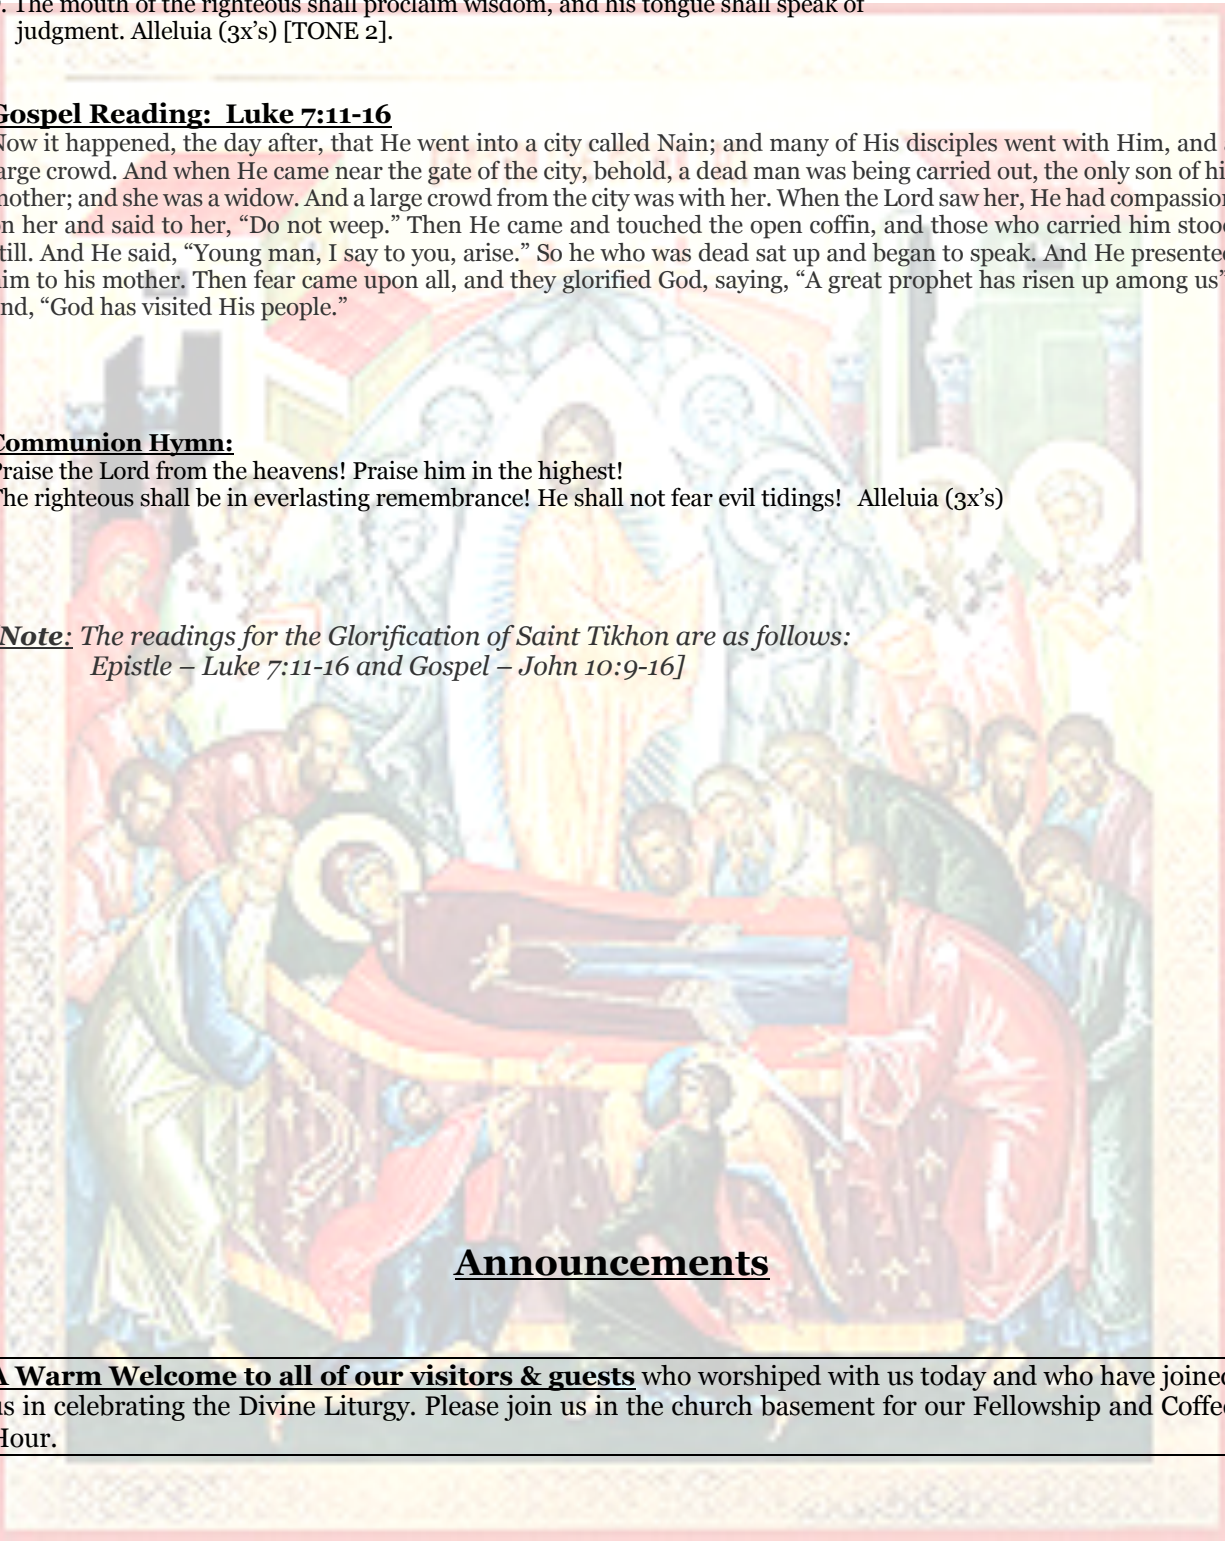 . The mouth of the righteous shall proclaim wisdom, and his tongue shall speak of
judgment. Alleluia (3x’s) [TONE 2].
Gospel Reading: Luke 7:11-16
Now it happened, the day after, that He went into a city called Nain; and many of His disciples went with Him, and
large crowd. And when He came near the gate of the city, behold, a dead man was being carried out, the only son of hi
mother; and she was a widow. And a large crowd from the city was with her. When the Lord saw her, He had compassion
on her and said to her, “Do not weep.” Then He came and touched the open coffin, and those who carried him stood
still. And He said, “Young man, I say to you, arise.” So he who was dead sat up and began to speak. And He presented
him to his mother. Then fear came upon all, and they glorified God, saying, “A great prophet has risen up among us”
and, “God has visited His people.”
Communion Hymn:
Praise the Lord from the heavens! Praise him in the highest!
The righteous shall be in everlasting remembrance! He shall not fear evil tidings! Alleluia (3x’s)
Note: The readings for the Glorification of Saint Tikhon are as follows:
Epistle – Luke 7:11-16 and Gospel – John 10:9-16]
Announcements
A Warm Welcome to all of our visitors & guests who worshiped with us today and who have joined
us in celebrating the Divine Liturgy. Please join us in the church basement for our Fellowship and Coffee
Hour.